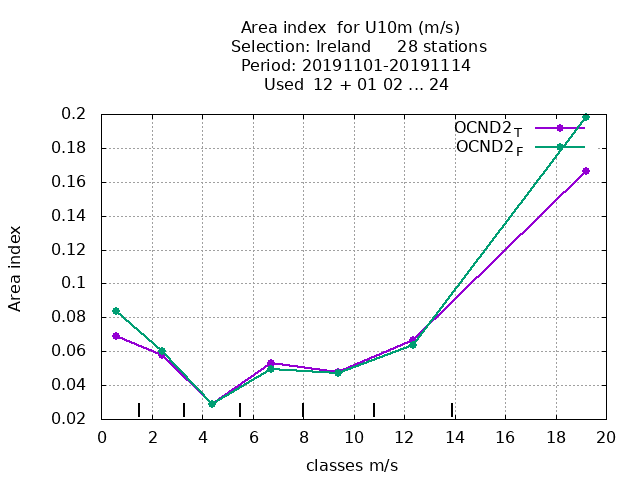 Area index  for U10m (m/s)
Selection: Ireland     28 stations
Period: 20191101-20191114
Used  12 + 01 02 ... 24
OCND2T
OCND2F
0.2
0.18
0.16
0.14
0.12
0.1
0.08
0.06
0.04
0.02
Area index
0 2 4 6 8 10 12 14 16 18 20
classes m/s